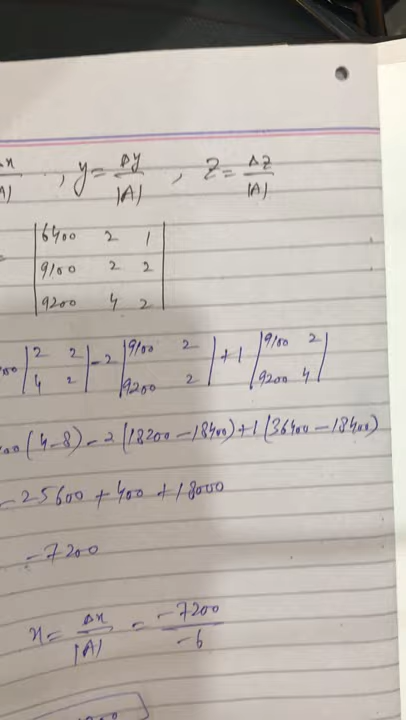 Δx/|A| , y = Δy/|A| , z = Δz/|A|
= |6400 2 1|
|9100 2 2|
|9200 4 2|
00 |2 2| - 2 |9100 2| + 1 |9100 2|
|4 2| |9200 2| |9200 4|
00 (4-8) - 2 (18200 - 18400) + 1 (36400 - 18400)
-25600 + 400 + 18000
-7200
x = Δx/|A| = -7200/-6